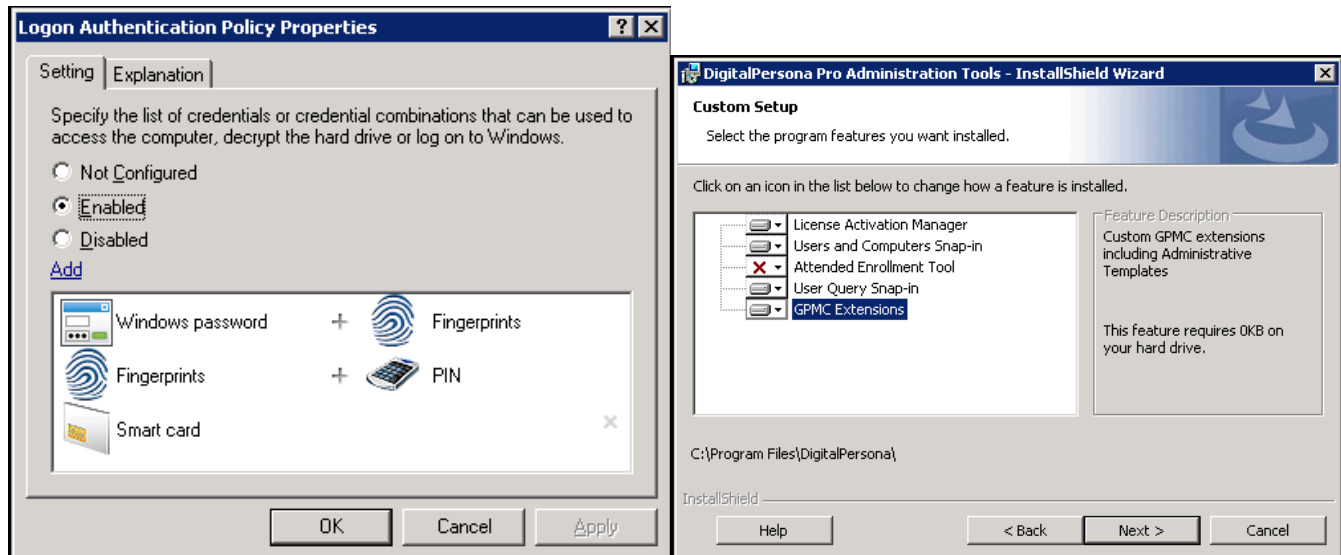 Logon Authentication Policy Properties
Setting
Explanation
Specify the list of credentials or credential combinations that can be used to
access the computer, decrypt the hard drive or log on to Windows.
Not Configured
Enabled
Disabled
Add
Windows password + Fingerprints
Fingerprints + PIN
Smart card
OK Cancel Apply
DigitalPersona Pro Administration Tools - InstallShield Wizard
Custom Setup
Select the program features you want installed.
Click on an icon in the list below to change how a feature is installed.
License Activation Manager
Users and Computers Snap-in
Attended Enrollment Tool
User Query Snap-in
GPMC Extensions
Feature Description
Custom GPMC extensions
including Administrative
Templates
This feature requires 0KB on
your hard drive.
C:\Program Files\DigitalPersona\
InstallShield
Help < Back Next > Cancel